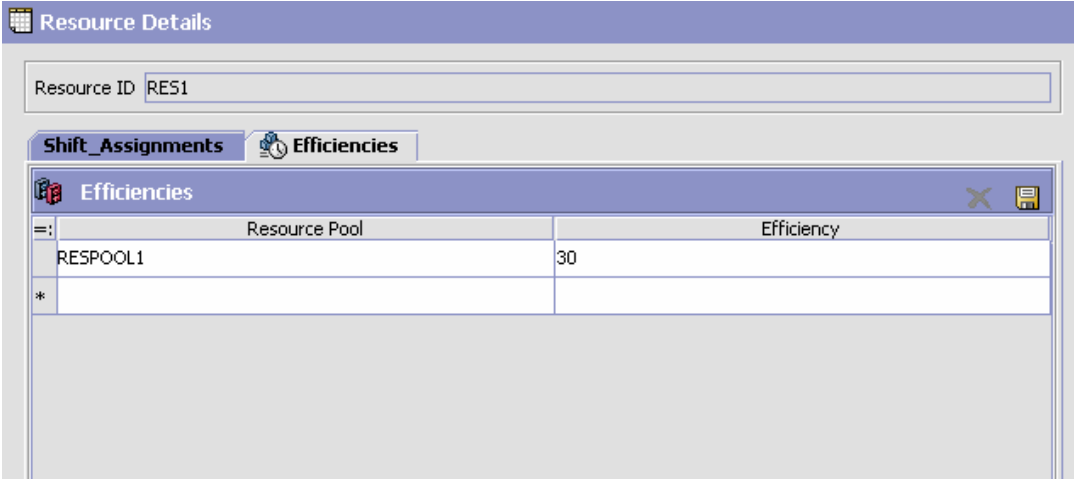 Resource Details
Resource ID RES1
Shift_Assignments Efficiencies
Efficiencies
=: Resource Pool Efficiency
RESPOOL1 30
*